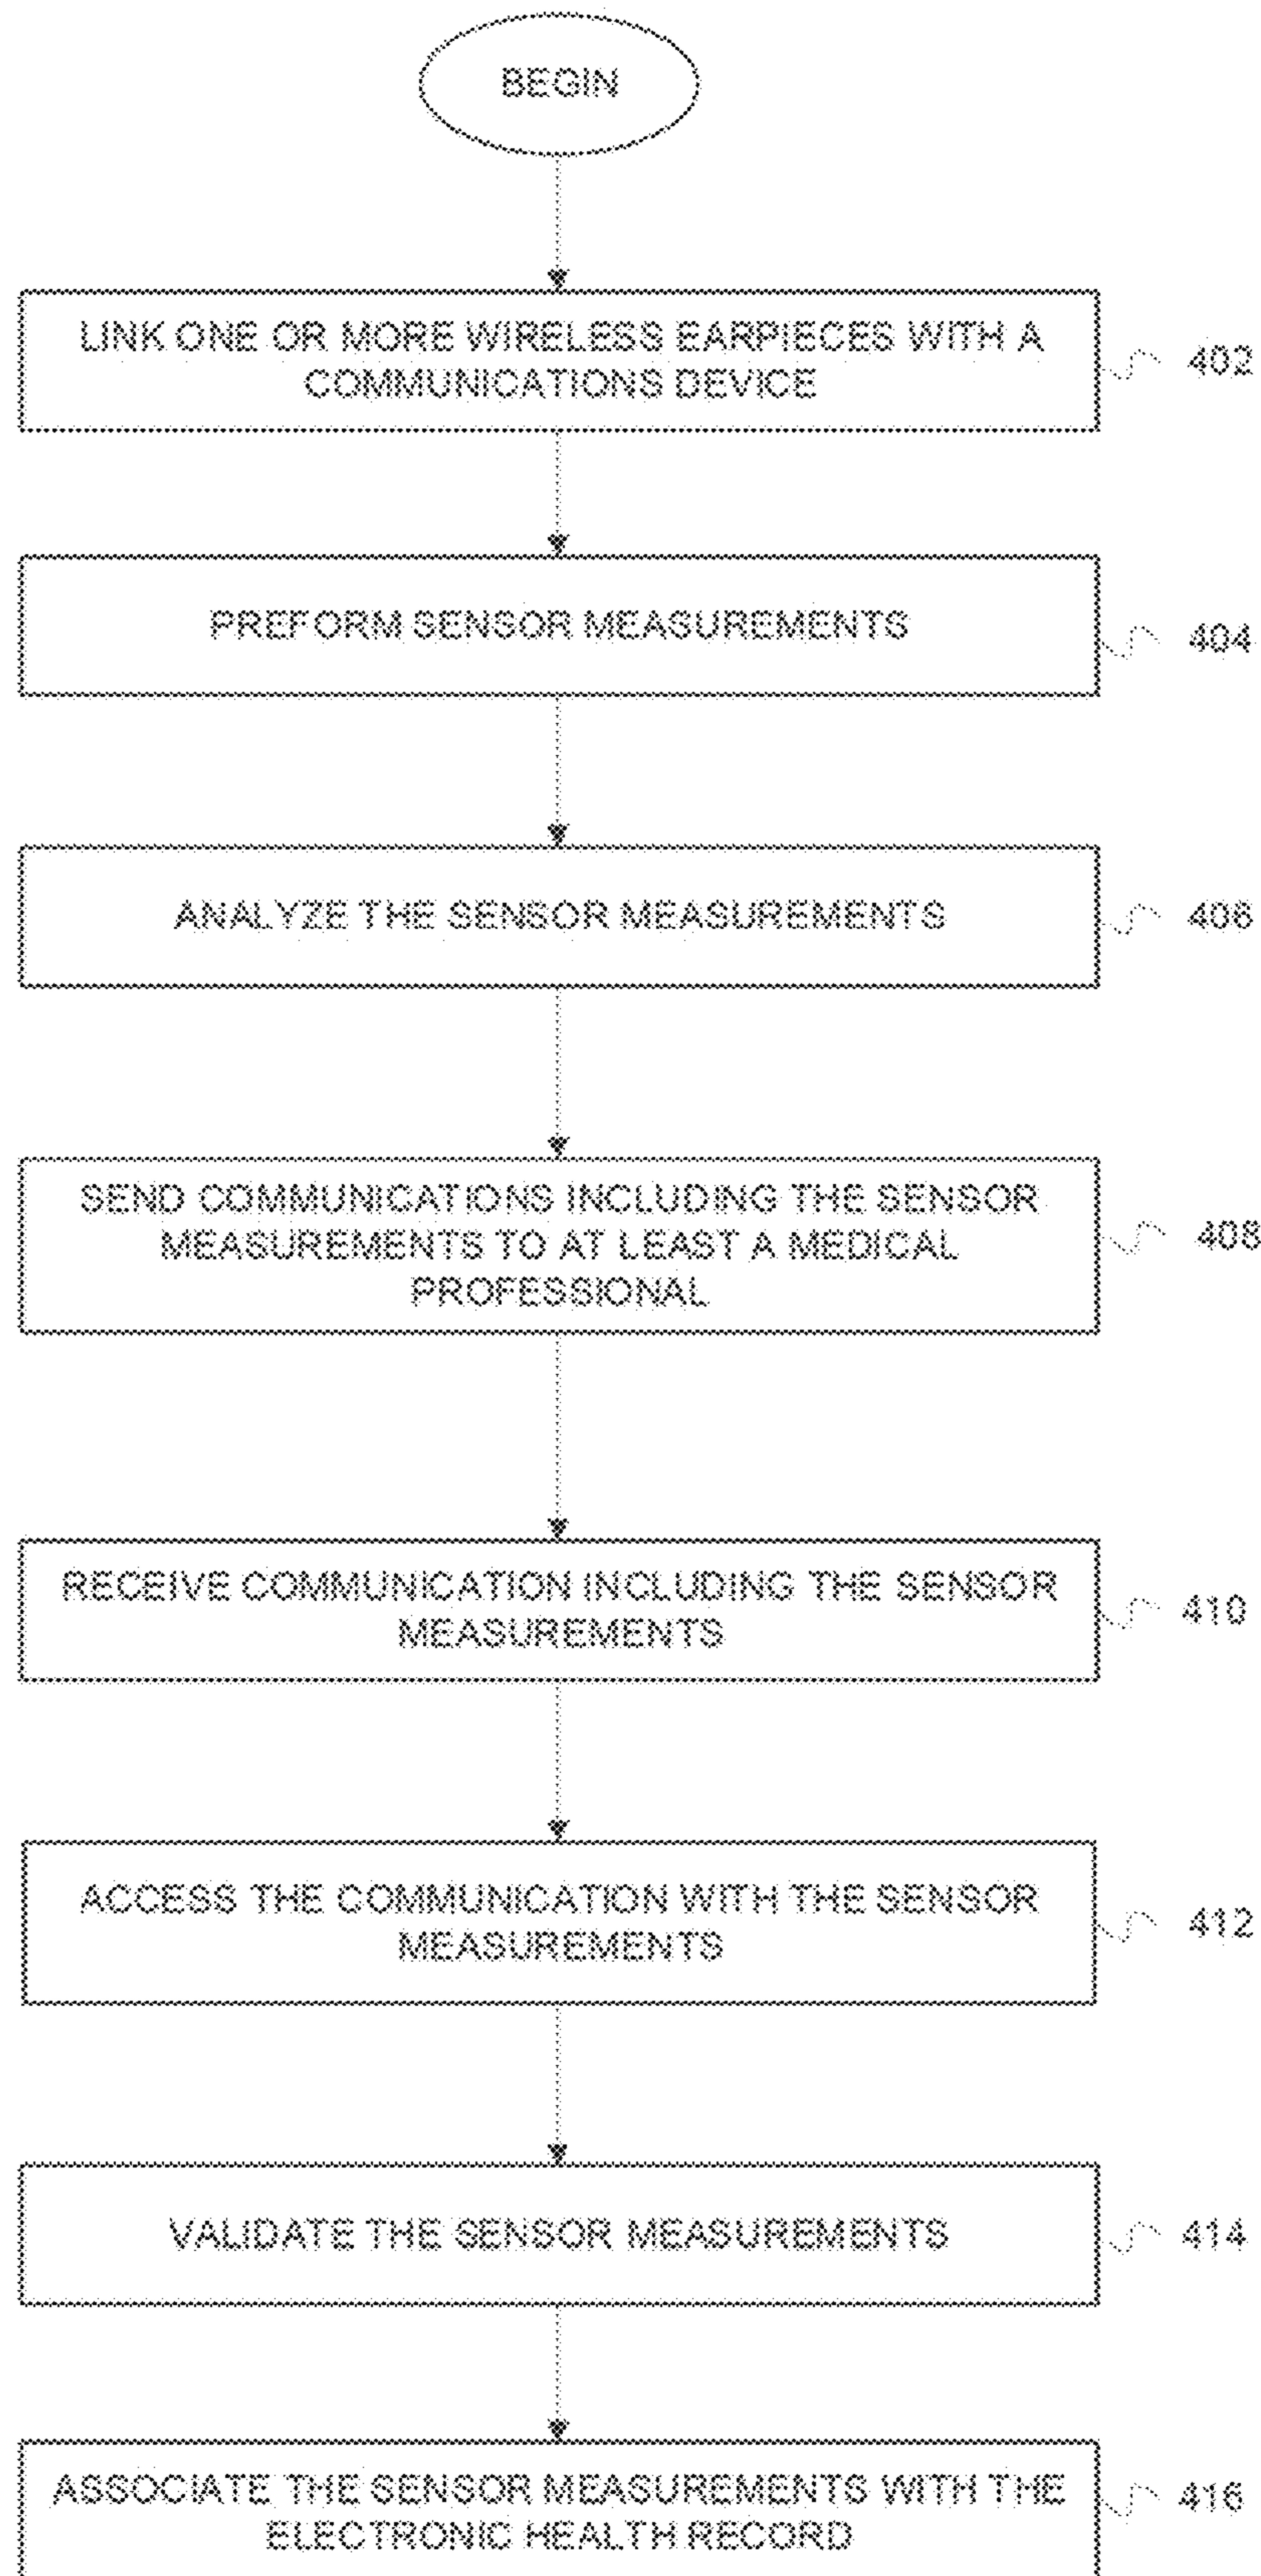 BEGIN
LINK ONE OR MORE WIRELESS EARPIECES WITH A
COMMUNICATIONS DEVICE
402
PREFORM SENSOR MEASUREMENTS
404
ANALYZE THE SENSOR MEASUREMENTS
406
SEND COMMUNICATIONS INCLUDING THE SENSOR
MEASUREMENTS TO AT LEAST A MEDICAL
PROFESSIONAL
408
RECEIVE COMMUNICATION INCLUDING THE SENSOR
MEASUREMENTS
410
ACCESS THE COMMUNICATION WITH THE SENSOR
MEASUREMENTS
412
VALIDATE THE SENSOR MEASUREMENTS
414
ASSOCIATE THE SENSOR MEASUREMENTS WITH THE
ELECTRONIC HEALTH RECORD
416